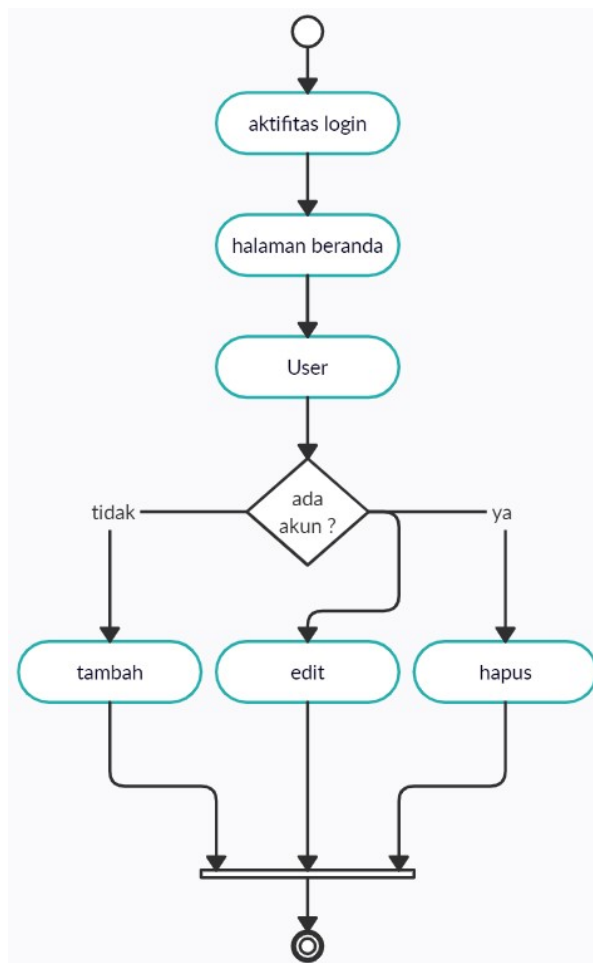 aktifitas login
halaman beranda
User
ada
akun ?
tidak
ya
tambah
edit
hapus